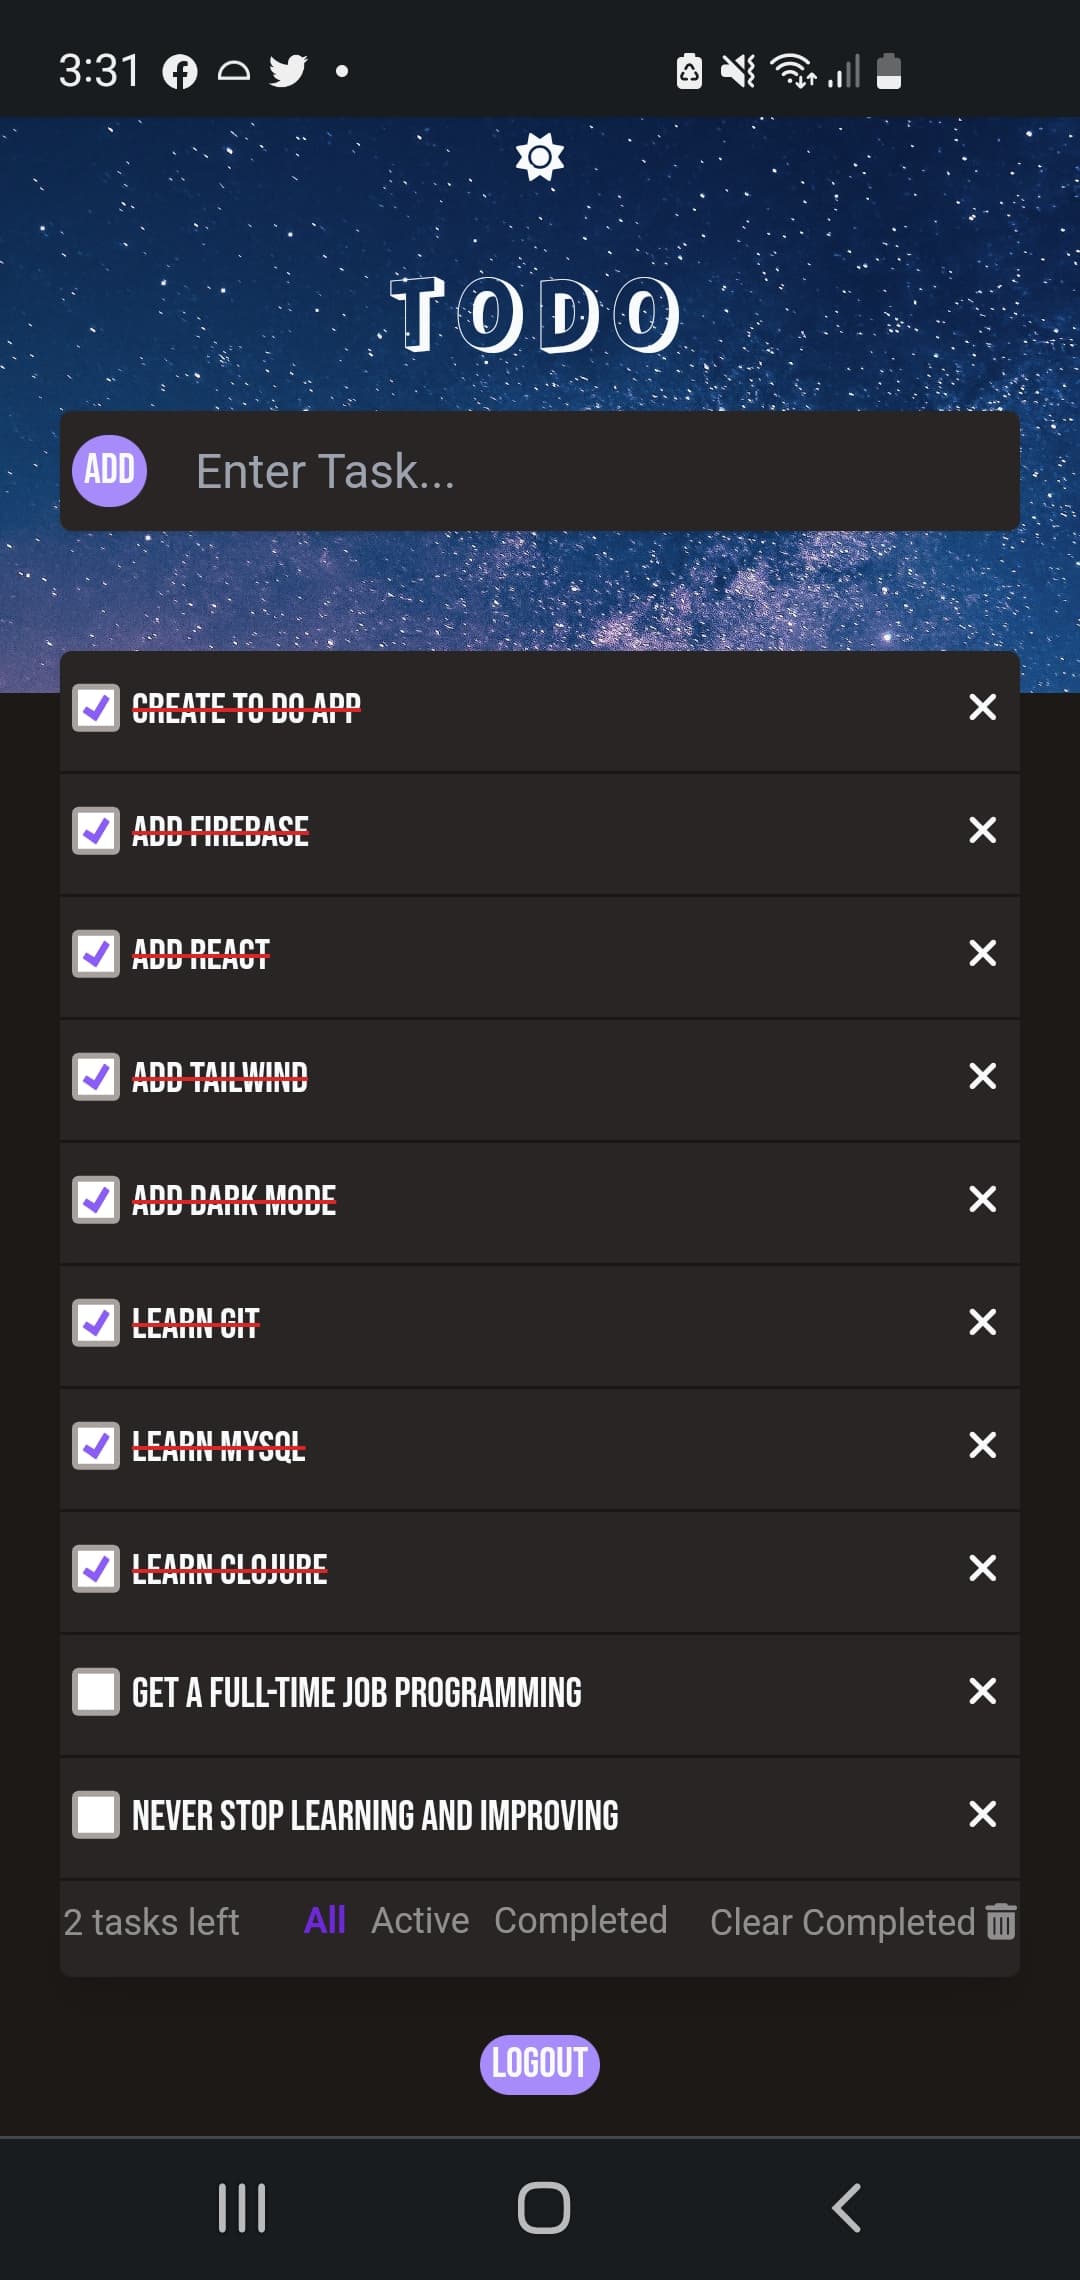 3:31
TODO
ADD Enter Task...
CREATE TO DO APP
ADD FIREBASE
ADD REACT
ADD TAILWIND
ADD DARK MODE
LEARN GIT
LEARN MYSQL
LEARN CLOJURE
GET A FULL-TIME JOB PROGRAMMING
NEVER STOP LEARNING AND IMPROVING
2 tasks left All Active Completed Clear Completed
LOGOUT